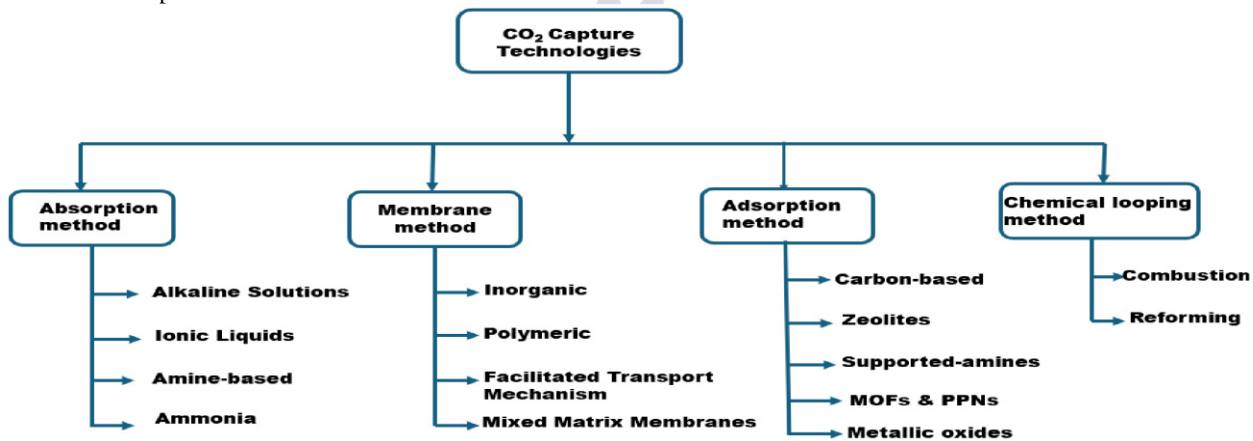 CO₂ Capture
Technologies
Absorption
method
Alkaline Solutions
Ionic Liquids
Amine-based
Ammonia
Membrane
method
Inorganic
Polymeric
Facilitated Transport
Mechanism
Mixed Matrix Membranes
Adsorption
method
Carbon-based
Zeolites
Supported-amines
MOFs & PPNs
Metallic oxides
Chemical looping
method
Combustion
Reforming